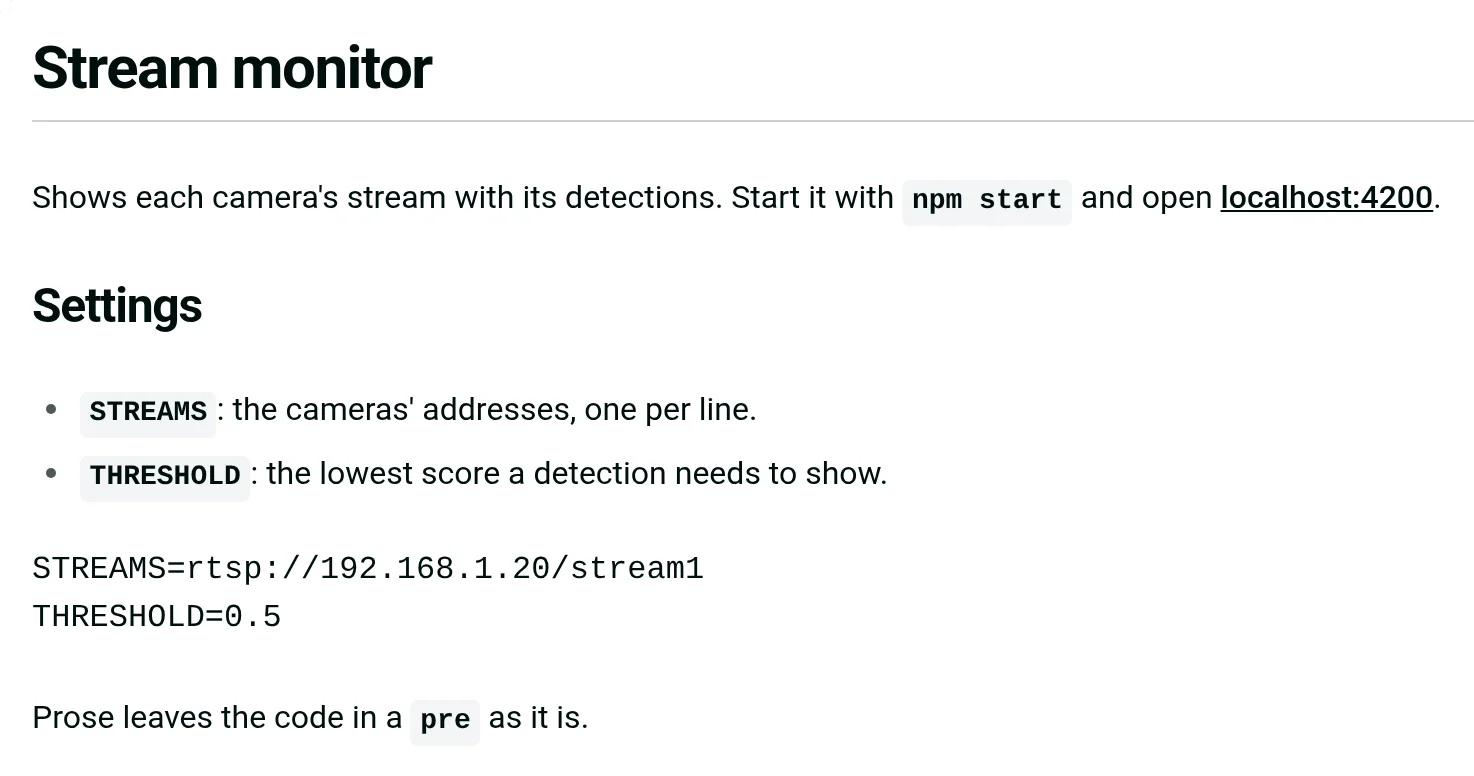 Stream monitor
Shows each camera's stream with its detections. Start it with npm start and open localhost:4200.
Settings
• STREAMS: the cameras' addresses, one per line.
• THRESHOLD: the lowest score a detection needs to show.
STREAMS=rtsp://192.168.1.20/stream1
THRESHOLD=0.5
Prose leaves the code in a pre as it is.